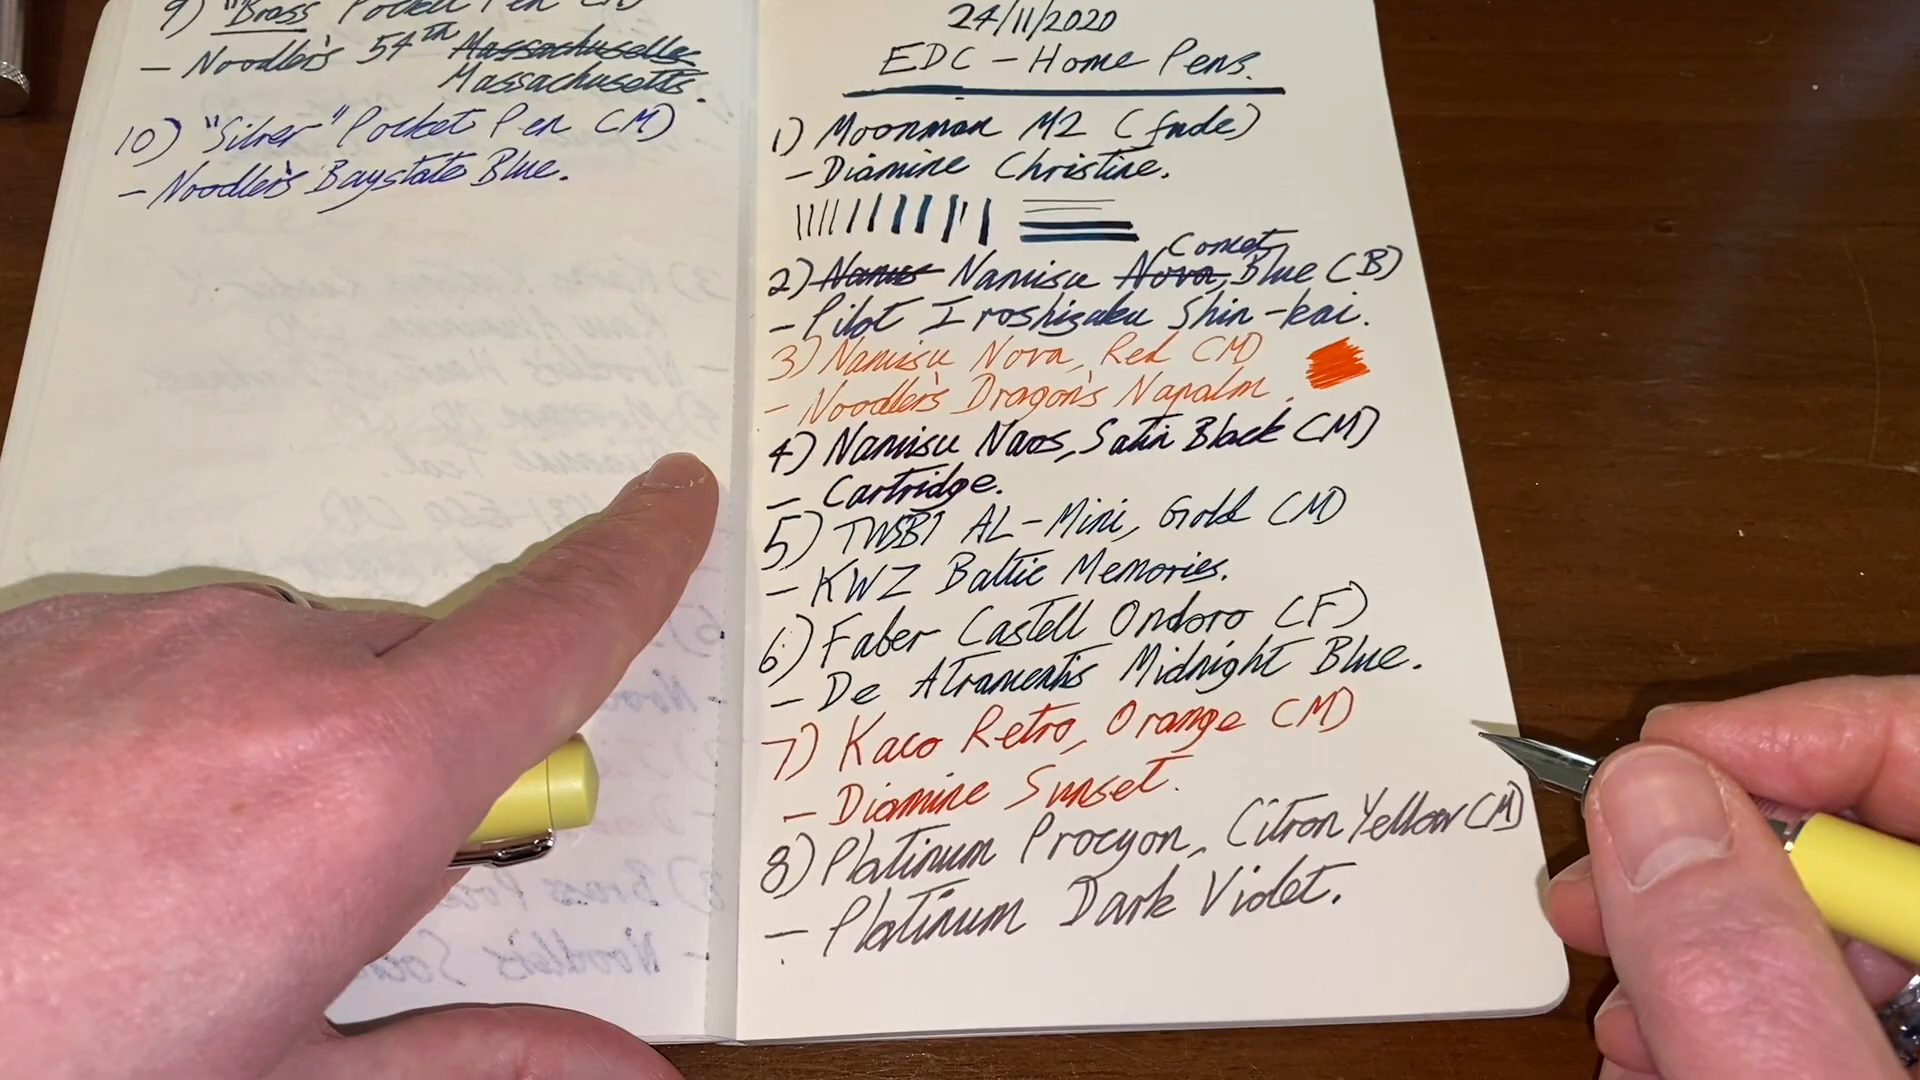 9) "Brass Pocket Pen (M)
- Noodler's 54th Massachusetts
Massachusetts.
10) "Silver" Pocket Pen (M)
- Noodler's Baystate Blue.
24/11/2020
EDC - Home Pens.
1) Moonman M2 (fude)
- Diamine Christine.
Comet
2) Namus Namisu Nova, Blue (B)
- Pilot Iroshizuku Shin-kai.
3) Namisu Nova, Red (M)
- Noodler's Dragon's Napalm.
4) Namisu Naos, Satin Black (M)
- Cartridge.
5) TWSBI AL-Mini, Gold (M)
- KWZ Baltic Memories.
6) Faber Castell Ondoro (F)
- De Atramentis Midnight Blue.
7) Kaco Retro, Orange (M)
- Diamine Sunset.
8) Platinum Procyon, Citron Yellow (M)
- Platinum Dark Violet.